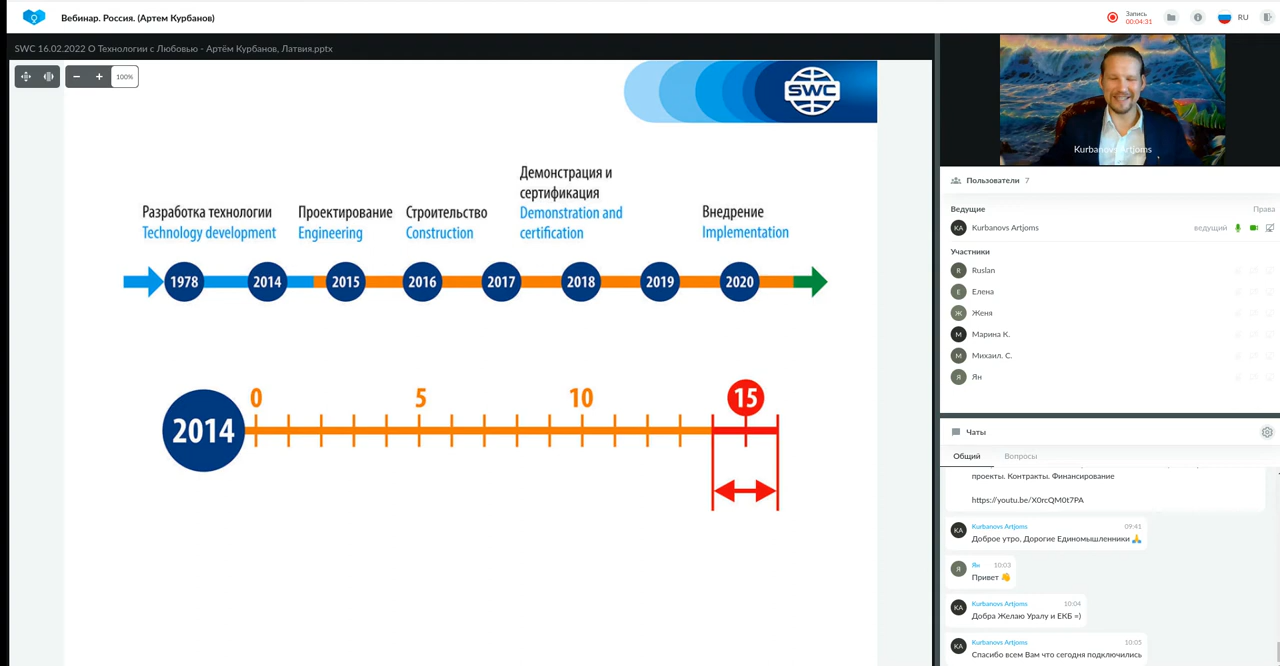 Вебинар. Россия. (Артем Курбанов)
Запись
00:04:31
RU
SWC 16.02.2022 О Технологии с Любовью - Артём Курбанов, Латвия.pptx
100%
SWC
Разработка технологии
Technology development
Проектирование
Engineering
Строительство
Construction
Демонстрация и
сертификация
Demonstration and
certification
Внедрение
Implementation
1978 2014 2015 2016 2017 2018 2019 2020
2014 0 5 10 15
Kurbanovs Artjoms
Пользователи 7
Ведущие Права
KA Kurbanovs Artjoms ведущий
Участники
R Ruslan
Е Елена
Ж Женя
М Марина К.
М Михаил. С.
Я Ян
Чаты
Общий Вопросы
проекты. Контракты. Финансирование
https://youtu.be/X0rcQM0t7PA
KA Kurbanovs Artjoms 09:41
Доброе утро. Дорогие Единомышленники 🙏
Я Ян 10:03
Привет 👋
KA Kurbanovs Artjoms 10:04
Добра Желаю Уралу и ЕКБ =)
KA Kurbanovs Artjoms 10:05
Спасибо всем Вам что сегодня подключились